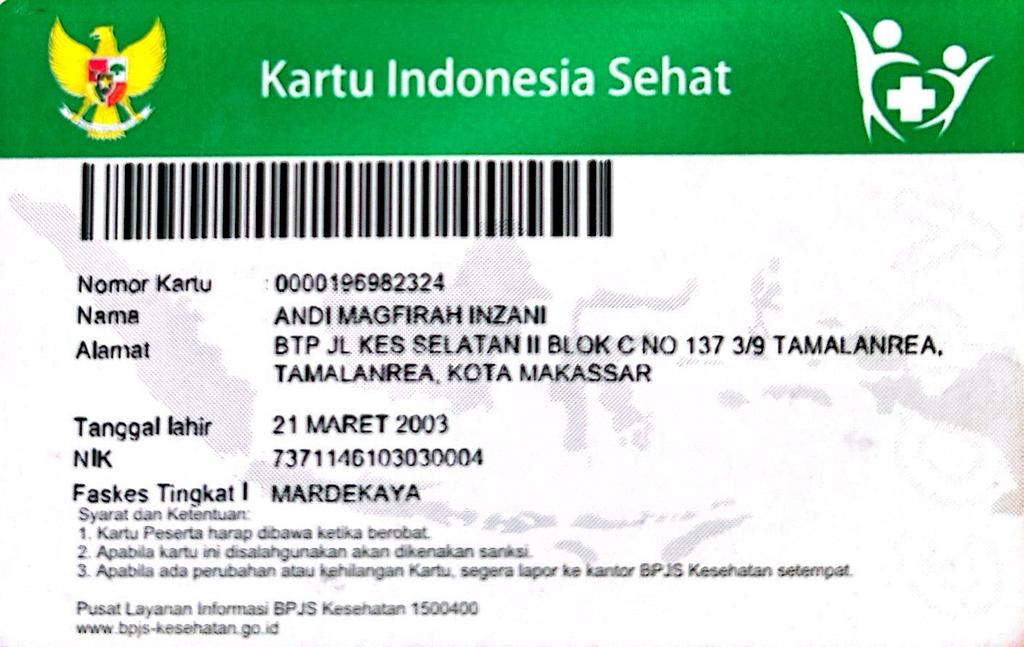 Kartu Indonesia Sehat
Nomor Kartu : 0000196982324
Nama ANDI MAGFIRAH INZANI
Alamat BTP JL KES SELATAN II BLOK C NO 137 3/9 TAMALANREA,
TAMALANREA, KOTA MAKASSAR
Tanggal lahir 21 MARET 2003
NIK 7371146103030004
Faskes Tingkat I MARDEKAYA
Syarat dan Ketentuan:
1. Kartu Peserta harap dibawa ketika berobat.
2. Apabila kartu ini disalahgunakan akan dikenakan sanksi.
3. Apabila ada perubahan atau kehilangan Kartu, segera lapor ke kantor BPJS Kesehatan setempat.
Pusat Layanan Informasi BPJS Kesehatan 1500400
www.bpjs-kesehatan.go.id